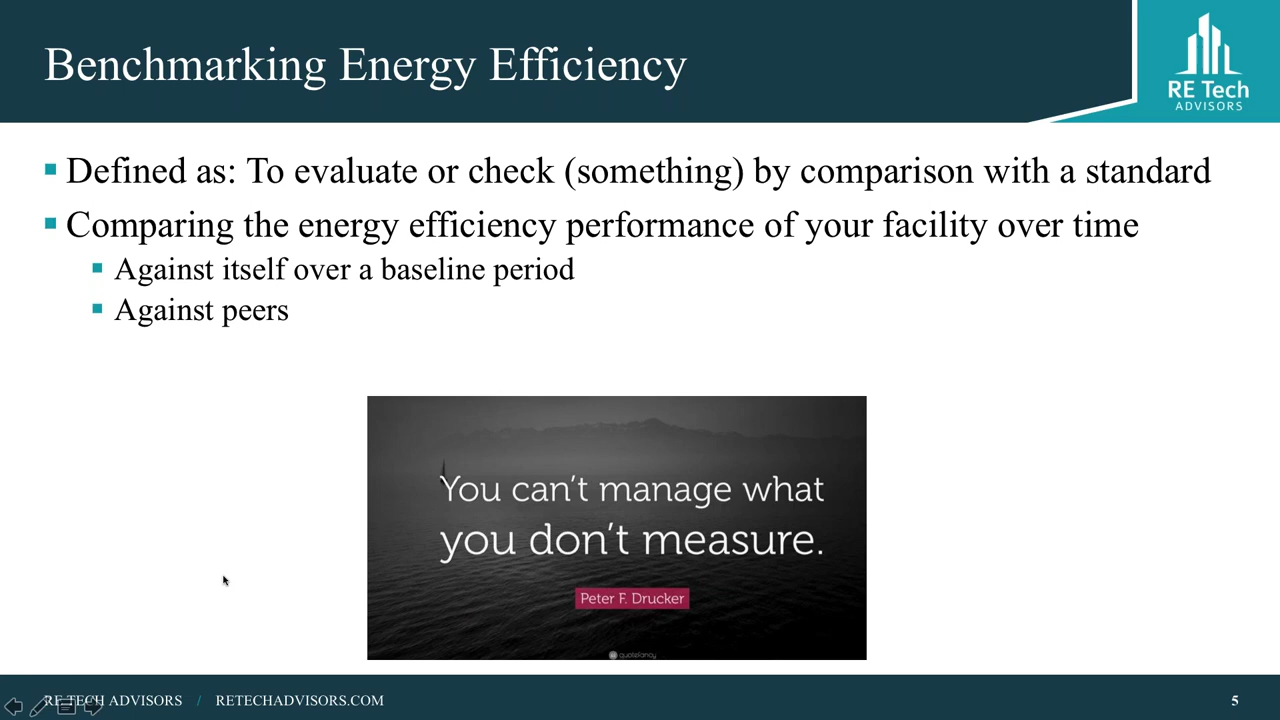 Benchmarking Energy Efficiency
RE Tech
ADVISORS
Defined as: To evaluate or check (something) by comparison with a standard
Comparing the energy efficiency performance of your facility over time
Against itself over a baseline period
Against peers
You can't manage what
you don't measure.
Peter F. Drucker
quotefancy
RE TECH ADVISORS / RETECHADVISORS.COM
5